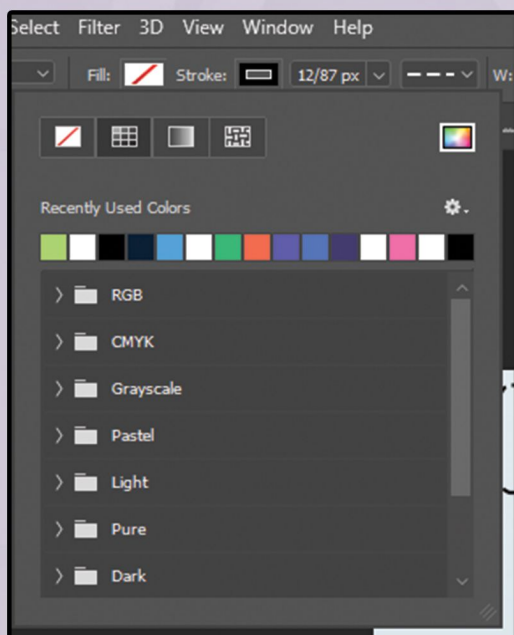 Select Filter 3D View Window Help
Fill: Stroke: 12/87 px W:
Recently Used Colors
RGB
CMYK
Grayscale
Pastel
Light
Pure
Dark